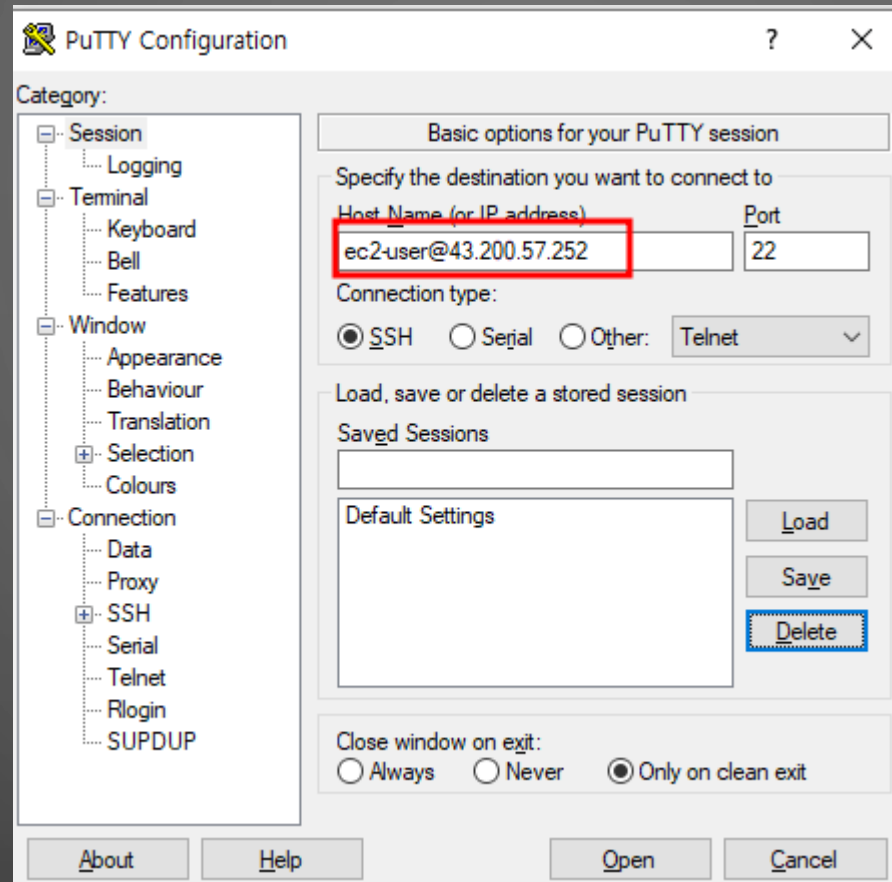 PuTTY Configuration
?
Category:
Session
Logging
Terminal
Keyboard
Bell
Features
Window
Appearance
Behaviour
Translation
Selection
Colours
Connection
Data
Proxy
SSH
Serial
Telnet
Rlogin
SUPDUP
Basic options for your PuTTY session
Specify the destination you want to connect to
Host Name (or IP address) Port
ec2-user@43.200.57.252 22
Connection type:
SSH Serial Other: Telnet
Load, save or delete a stored session
Saved Sessions
Default Settings
Load
Save
Delete
Close window on exit:
Always Never Only on clean exit
About Help Open Cancel